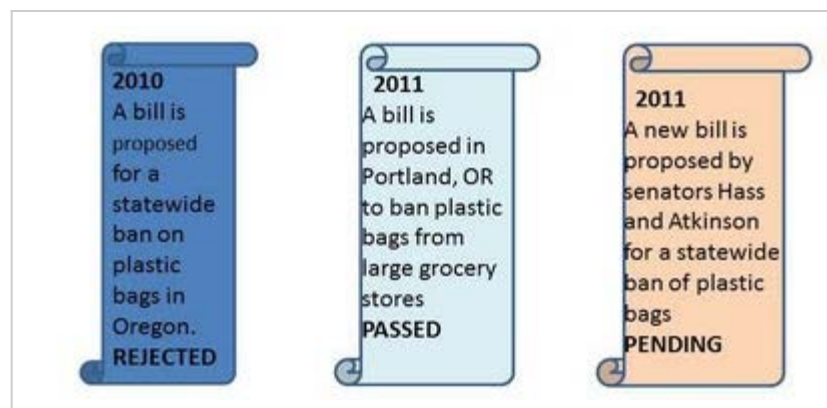 2010
A bill is
proposed
for a
statewide
ban on
plastic
bags in
Oregon.
REJECTED
2011
A bill is
proposed in
Portland, OR
to ban plastic
bags from
large grocery
stores
PASSED
2011
A new bill is
proposed by
senators Hass
and Atkinson
for a statewide
ban of plastic
bags
PENDING